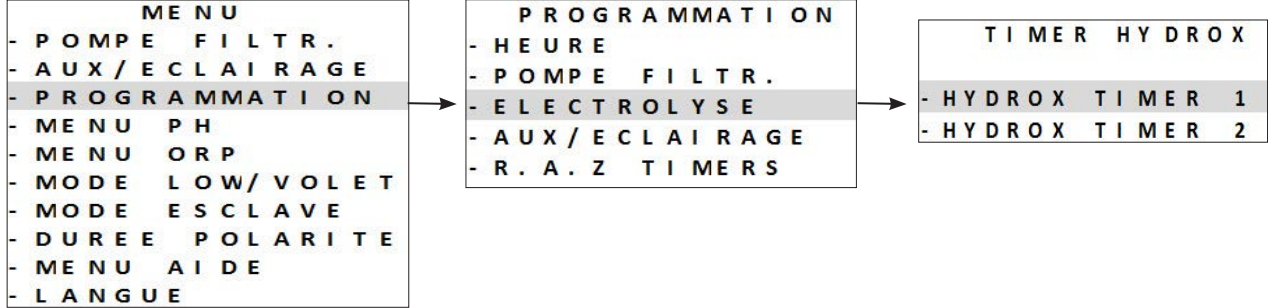 MENU
- POMPE FILTR.
- AUX/ECLAIRAGE
- PROGRAMMATION
- MENU PH
- MENU ORP
- MODE LOW/VOLET
- MODE ESCLAVE
- DUREE POLARITE
- MENU AIDE
- LANGUE
PROGRAMMATION
- HEURE
- POMPE FILTR.
- ELECTROLYSE
- AUX/ECLAIRAGE
- R.A.Z TIMERS
TIMER HYDROX
- HYDROX TIMER 1
- HYDROX TIMER 2